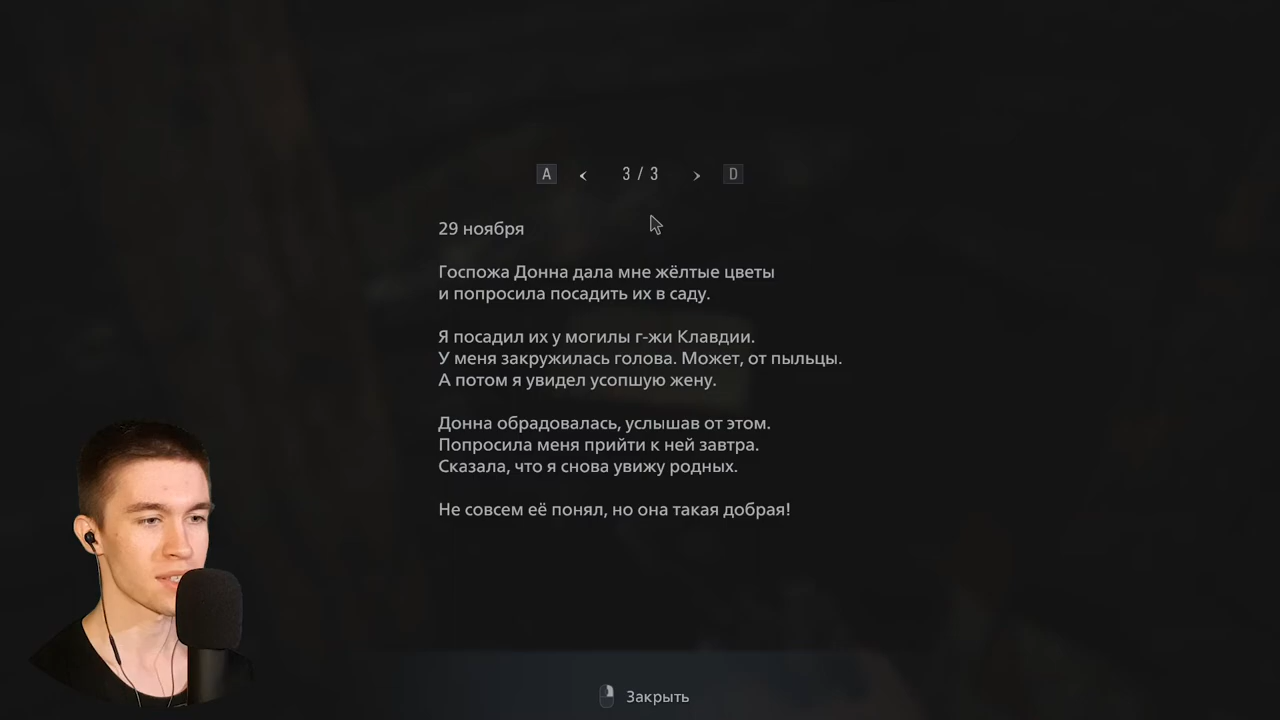 A < 3 / 3 > D
29 ноября
Госпожа Донна дала мне жёлтые цветы
и попросила посадить их в саду.
Я посадил их у могилы г-жи Клавдии.
У меня закружилась голова. Может, от пыльцы.
А потом я увидел усопшую жену.
Донна обрадовалась, услышав от этом.
Попросила меня прийти к ней завтра.
Сказала, что я снова увижу родных.
Не совсем её понял, но она такая добрая!
Закрыть